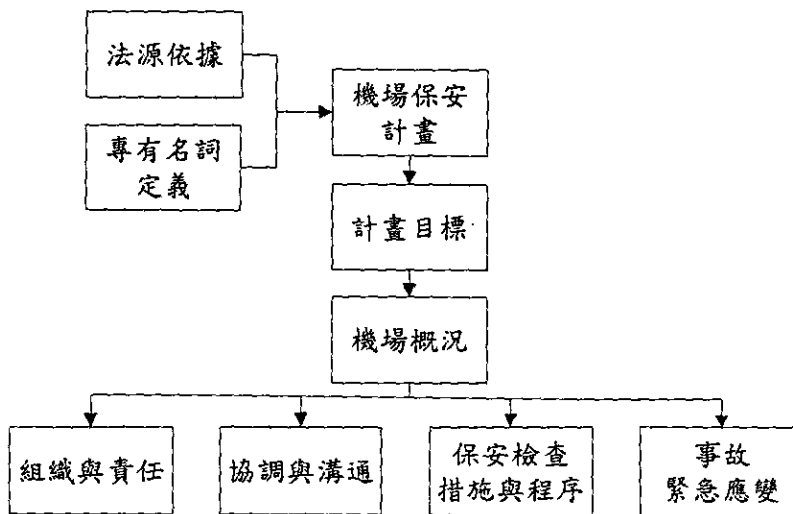 法源依據
專有名詞
定義
機場保安
計畫
計畫目標
機場概況
組織與責任
協調與溝通
保安檢查
措施與程序
事故
緊急應變